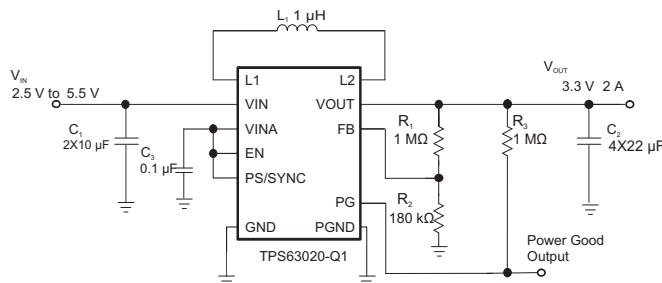 L₁ 1 µH
L1
L2
V_IN
2.5 V to 5.5 V
V_OUT
3.3 V 2 A
VIN
VOUT
C₁
2X10 µF
C₃
0.1 µF
VINA
EN
PS/SYNC
FB
R₁
1 MΩ
R₃
1 MΩ
C₂
4X22 µF
R₂
180 kΩ
PG
GND
PGND
TPS63020-Q1
Power Good
Output